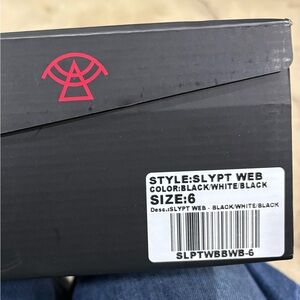 STYLE:SLYPT WEB
COLOR:BLACK/WHITE/BLACK
SIZE:6
Desc.:SLYPT WEB - BLACK/WHITE/BLACK
SLPTWBBWB-6